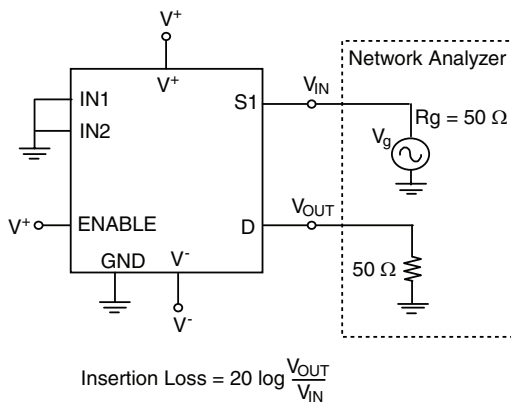 V+
V+
Network Analyzer
IN1
S1
VIN
Rg = 50 Ω
IN2
Vg
V+
ENABLE
D
VOUT
GND
V-
50 Ω
V-
Insertion Loss = 20 log VOUT
VIN